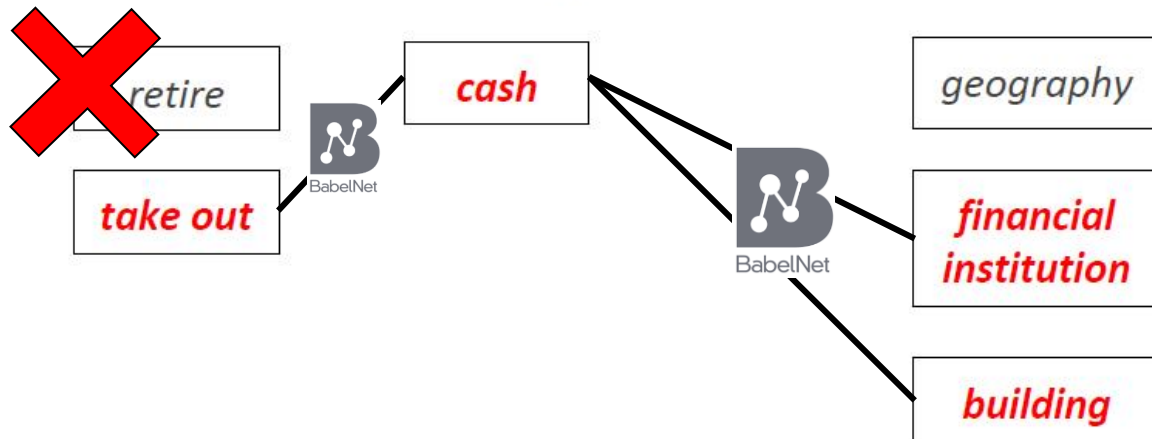 retire
cash
geography
BabelNet
take out
BabelNet
financial
institution
building